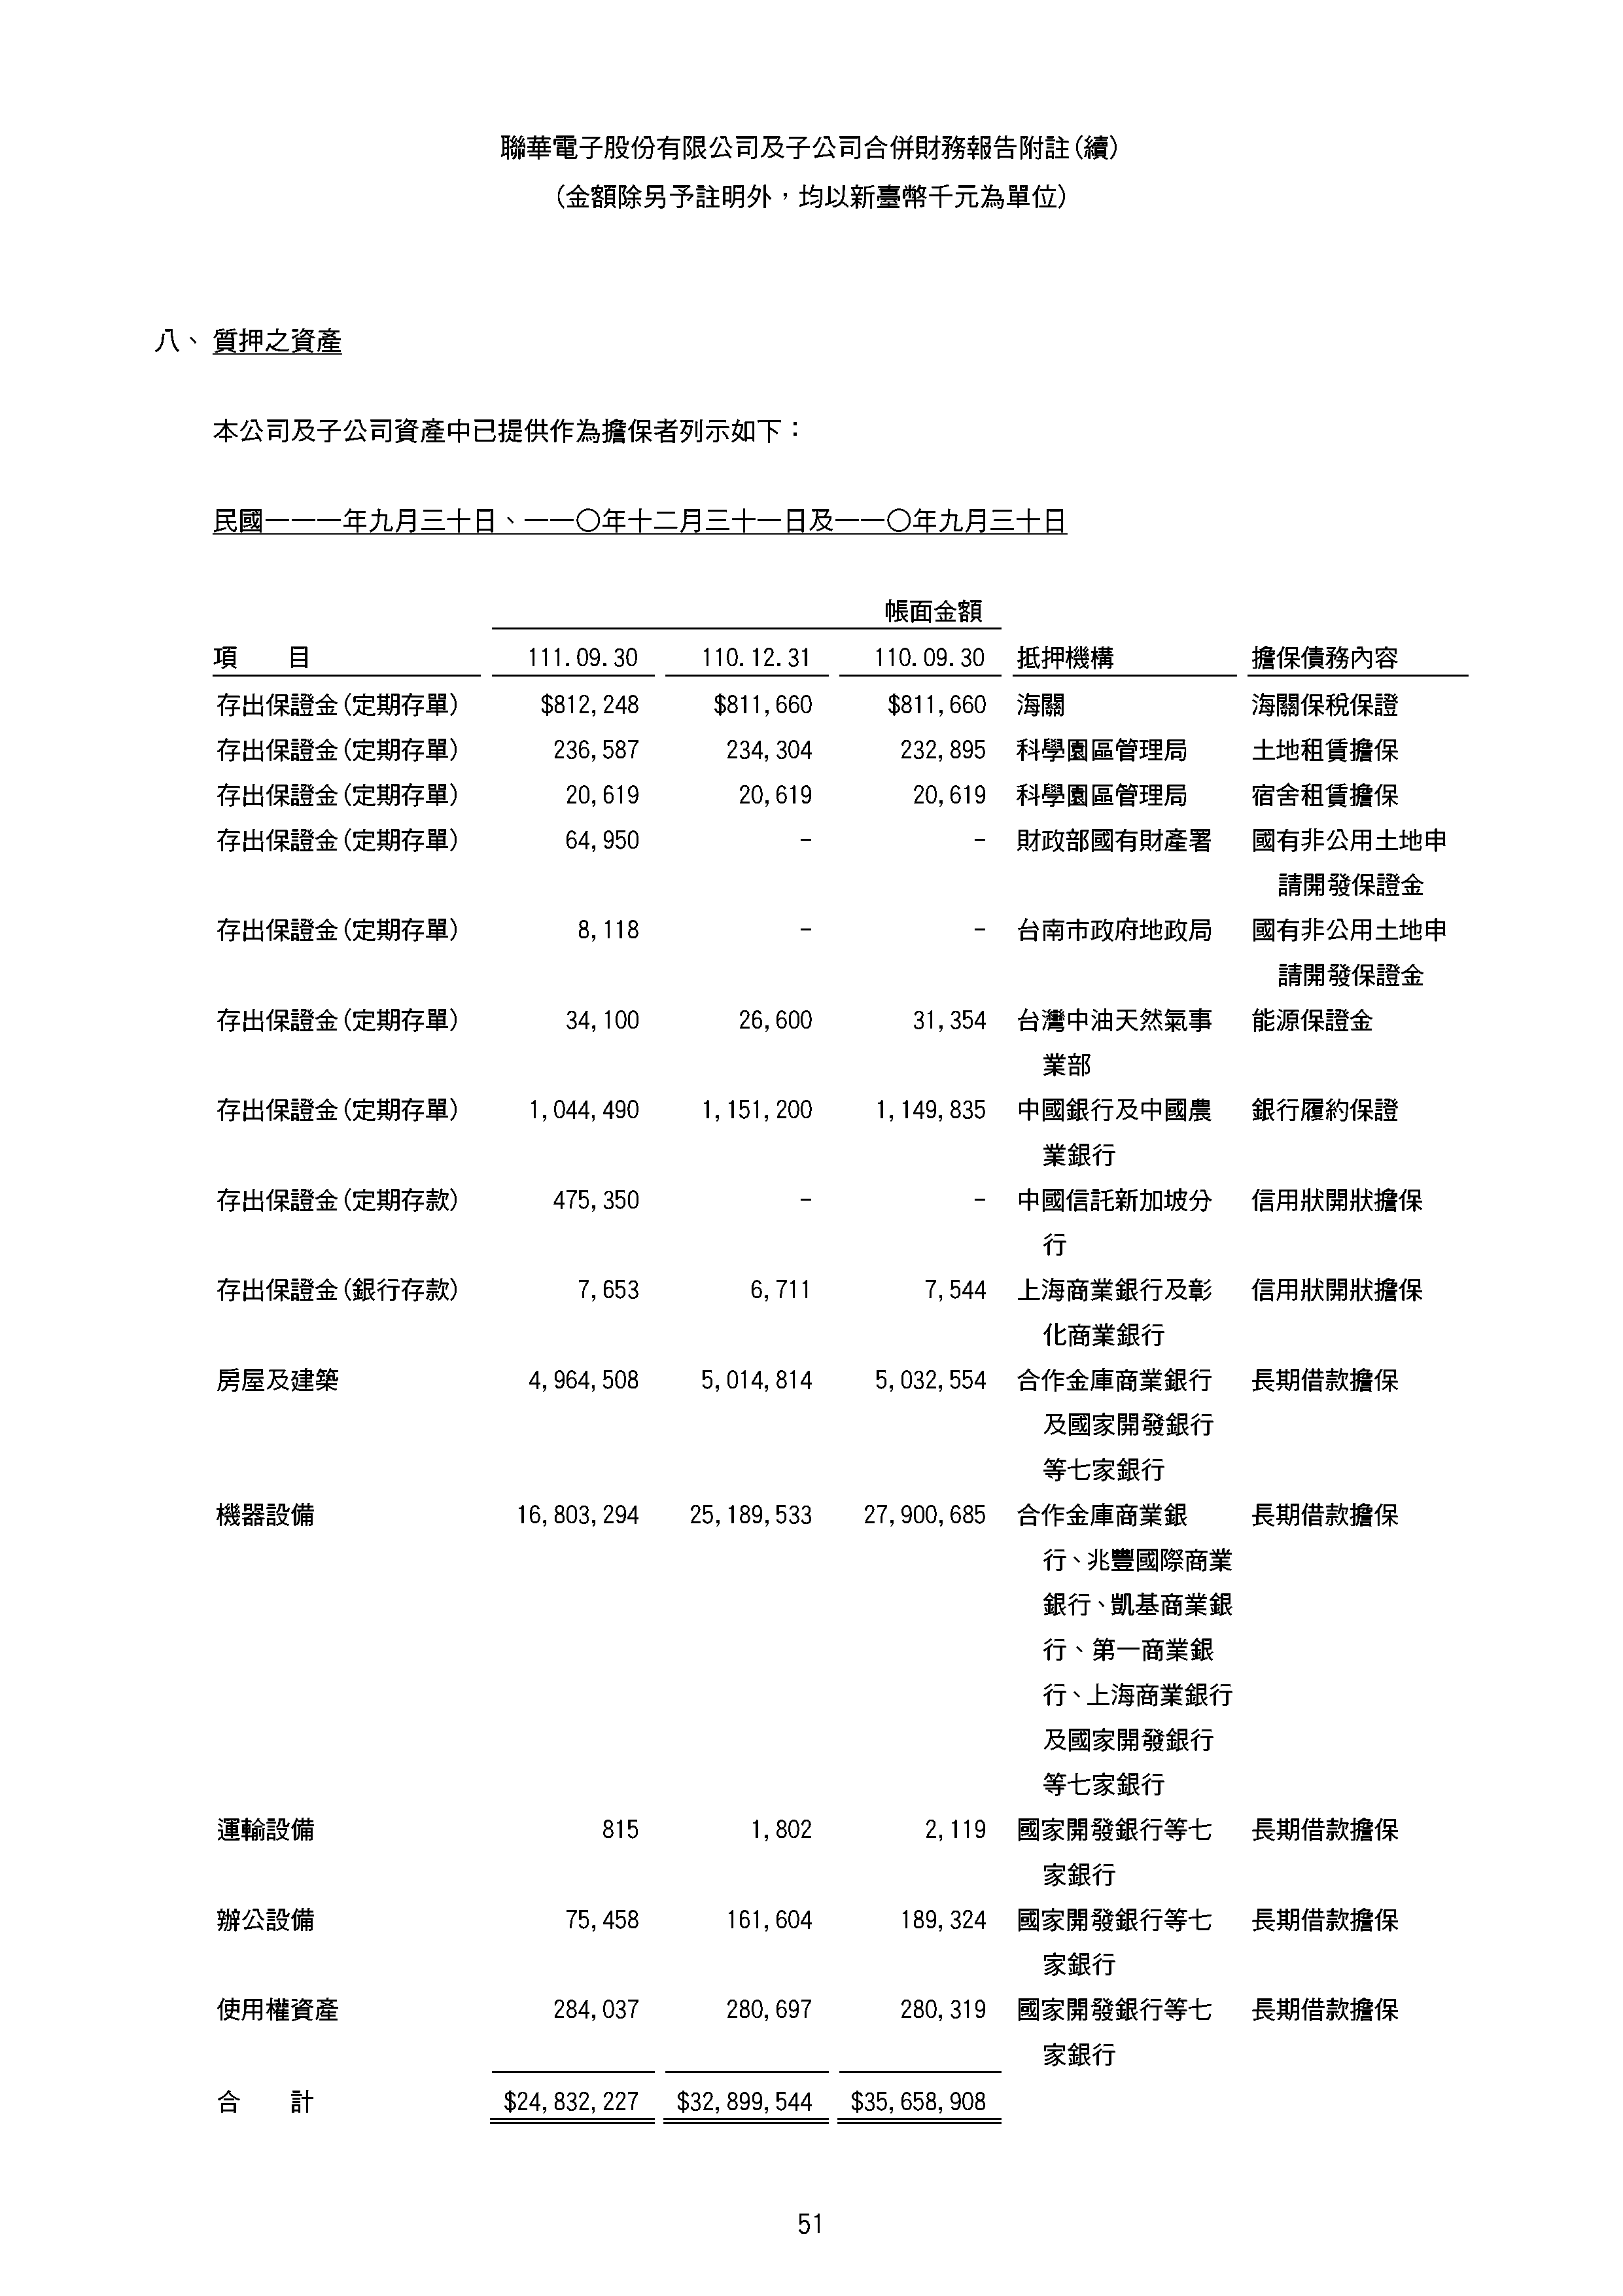 聯華電子股份有限公司及子公司合併財務報告附註(續)
(金額除另予註明外，均以新臺幣千元為單位)
八、 質押之資產
本公司及子公司資產中已提供作為擔保者列示如下：
民國一一一年九月三十日、一一〇年十二月三十一日及一一〇年九月三十日
帳面金額
項　　目 111.09.30 110.12.31 110.09.30 抵押機構 擔保債務內容
存出保證金(定期存單) $812,248 $811,660 $811,660 海關 海關保稅保證
存出保證金(定期存單) 236,587 234,304 232,895 科學園區管理局 土地租賃擔保
存出保證金(定期存單) 20,619 20,619 20,619 科學園區管理局 宿舍租賃擔保
存出保證金(定期存單) 64,950 - - 財政部國有財產署 國有非公用土地申
請開發保證金
存出保證金(定期存單) 8,118 - - 台南市政府地政局 國有非公用土地申
請開發保證金
存出保證金(定期存單) 34,100 26,600 31,354 台灣中油天然氣事 能源保證金
業部
存出保證金(定期存單) 1,044,490 1,151,200 1,149,835 中國銀行及中國農 銀行履約保證
業銀行
存出保證金(定期存款) 475,350 - - 中國信託新加坡分 信用狀開狀擔保
行
存出保證金(銀行存款) 7,653 6,711 7,544 上海商業銀行及彰 信用狀開狀擔保
化商業銀行
房屋及建築 4,964,508 5,014,814 5,032,554 合作金庫商業銀行 長期借款擔保
及國家開發銀行
等七家銀行
機器設備 16,803,294 25,189,533 27,900,685 合作金庫商業銀 長期借款擔保
行、兆豐國際商業
銀行、凱基商業銀
行、第一商業銀
行、上海商業銀行
及國家開發銀行
等七家銀行
運輸設備 815 1,802 2,119 國家開發銀行等七 長期借款擔保
家銀行
辦公設備 75,458 161,604 189,324 國家開發銀行等七 長期借款擔保
家銀行
使用權資產 284,037 280,697 280,319 國家開發銀行等七 長期借款擔保
家銀行
合　　計 $24,832,227 $32,899,544 $35,658,908
51